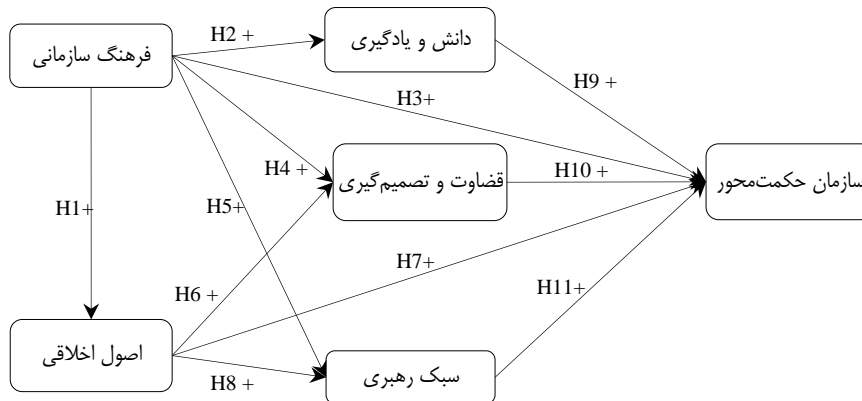 دانش و یادگیری
H2 +
فرهنگ سازمانی
H9 +
H3+
H4 +
قضاوت و تصمیم‌گیری
H10 +
سازمان حکمت‌محور
H1+
H5+
H7+
H6 +
H11+
اصول اخلاقی
سبک رهبری
H8 +